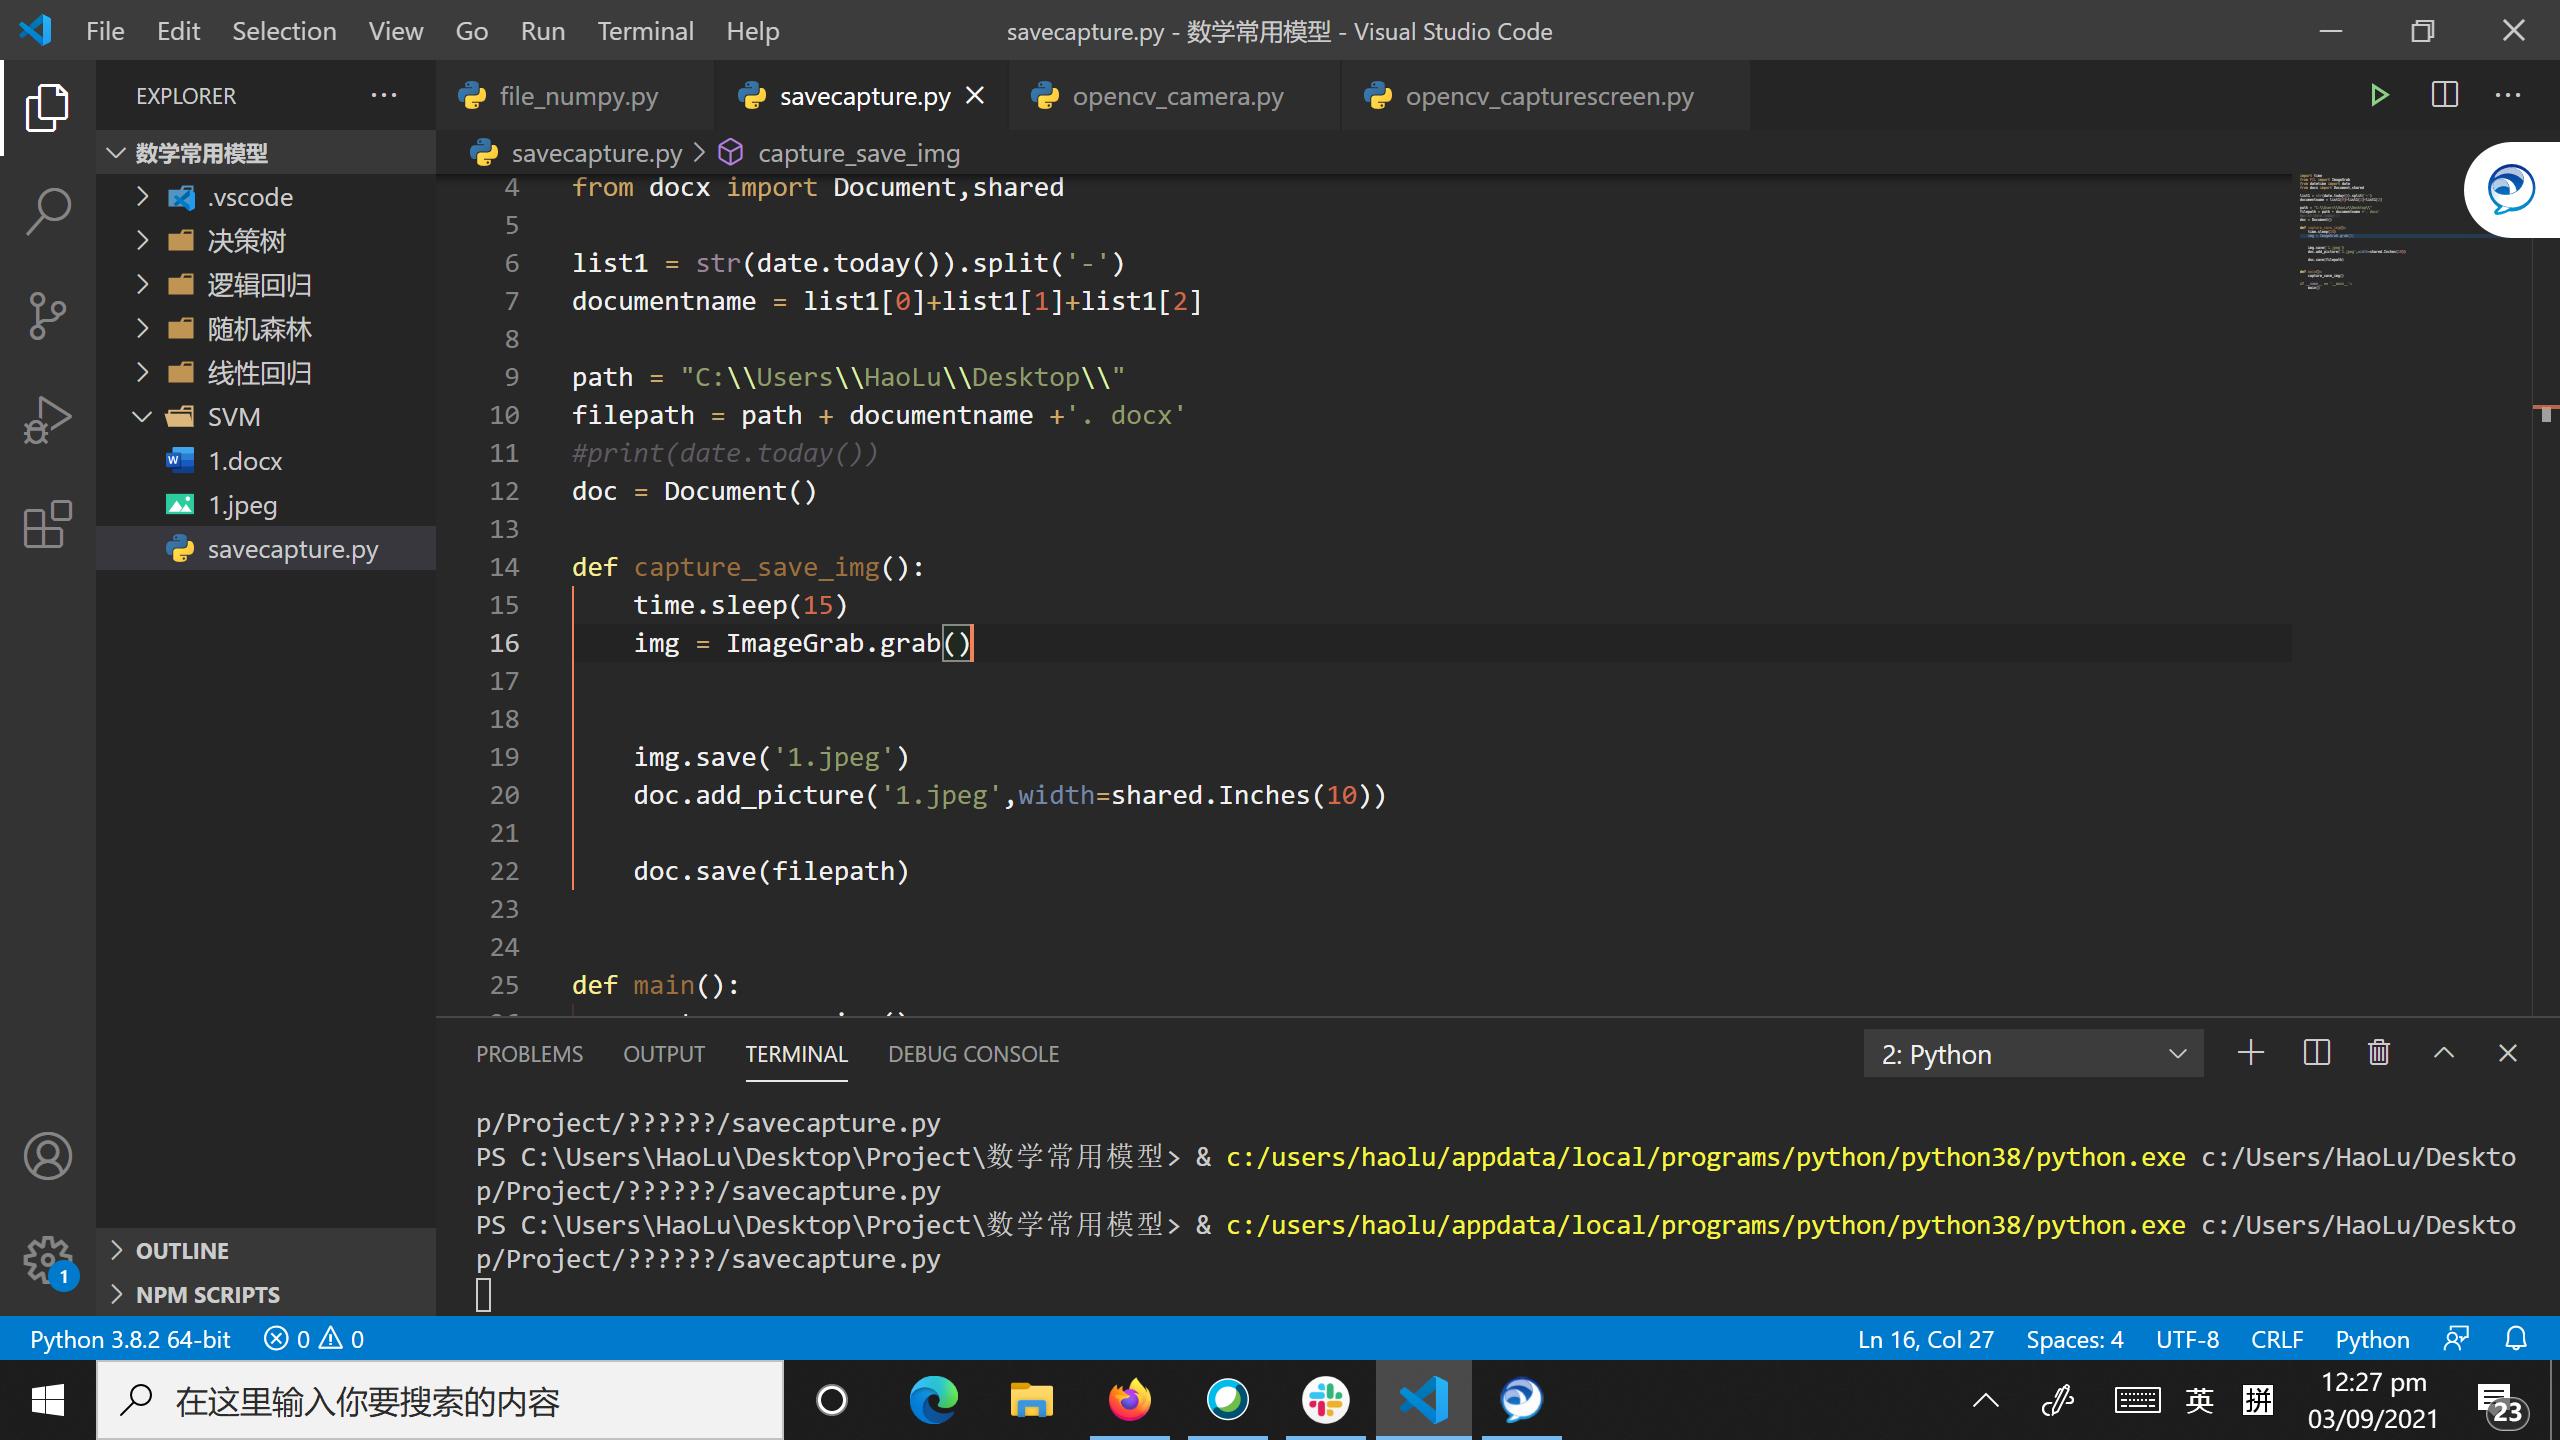 File Edit Selection View Go Run Terminal Help
savecapture.py - 数学常用模型 - Visual Studio Code
EXPLORER
数学常用模型
.vscode
决策树
逻辑回归
随机森林
线性回归
SVM
1.docx
1.jpeg
savecapture.py
OUTLINE
NPM SCRIPTS
file_numpy.py savecapture.py opencv_camera.py opencv_capturescreen.py
savecapture.py capture_save_img
4 from docx import Document,shared
5
6 list1 = str(date.today()).split('-')
7 documentname = list1[0]+list1[1]+list1[2]
8
9 path = "C:\\Users\\HaoLu\\Desktop\\"
10 filepath = path + documentname +'. docx'
11 #print(date.today())
12 doc = Document()
13
14 def capture_save_img():
15 time.sleep(15)
16 img = ImageGrab.grab()
17
18
19 img.save('1.jpeg')
20 doc.add_picture('1.jpeg',width=shared.Inches(10))
21
22 doc.save(filepath)
23
24
25 def main():
PROBLEMS OUTPUT TERMINAL DEBUG CONSOLE
2: Python
p/Project/??????/savecapture.py
PS C:\Users\HaoLu\Desktop\Project\数学常用模型> & c:/users/haolu/appdata/local/programs/python/python38/python.exe c:/Users/HaoLu/Deskto
p/Project/??????/savecapture.py
PS C:\Users\HaoLu\Desktop\Project\数学常用模型> & c:/users/haolu/appdata/local/programs/python/python38/python.exe c:/Users/HaoLu/Deskto
p/Project/??????/savecapture.py
1
Python 3.8.2 64-bit 0 0
Ln 16, Col 27 Spaces: 4 UTF-8 CRLF Python
在这里输入你要搜索的内容
英 拼
12:27 pm
03/09/2021
23